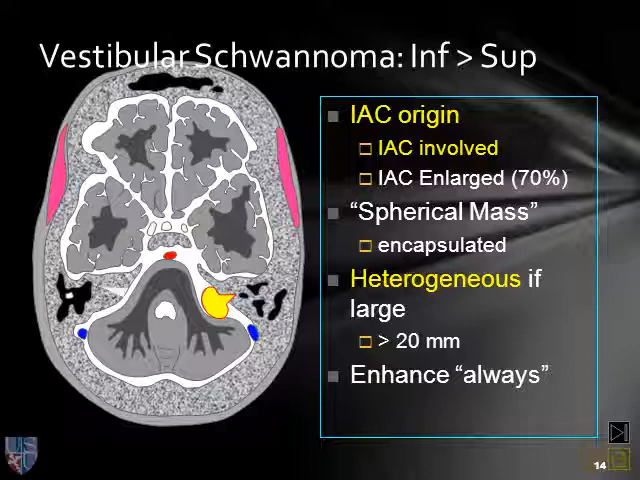 Vestibular Schwannoma: Inf > Sup
IAC origin
IAC involved
IAC Enlarged (70%)
“Spherical Mass”
encapsulated
Heterogeneous if
large
> 20 mm
Enhance “always”
14